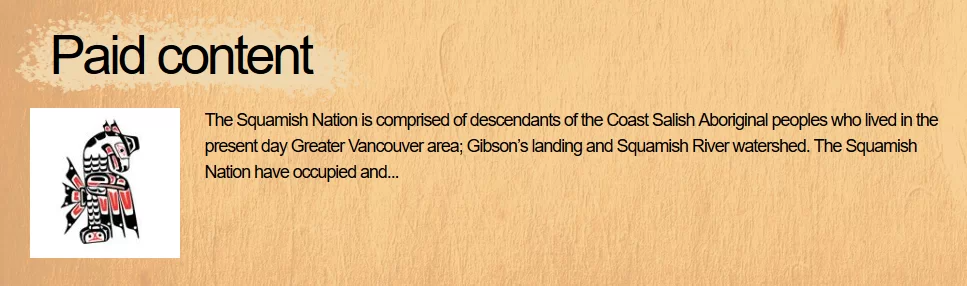 Paid content
The Squamish Nation is comprised of descendants of the Coast Salish Aboriginal peoples who lived in the
present day Greater Vancouver area; Gibson’s landing and Squamish River watershed. The Squamish
Nation have occupied and...